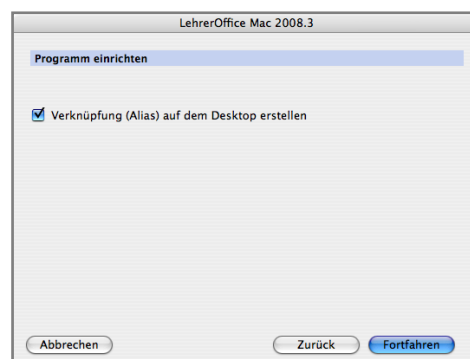 LehrerOffice Mac 2008.3
Programm einrichten
Verknüpfung (Alias) auf dem Desktop erstellen
Abbrechen
Zurück
Fortfahren